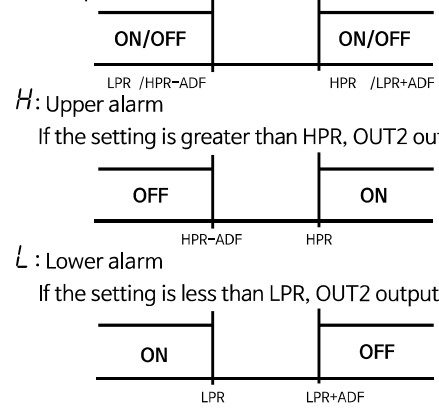 ON/OFF ON/OFF
LPR /HPR-ADF HPR /LPR+ADF
H: Upper alarm
If the setting is greater than HPR, OUT2
OFF ON
HPR-ADF HPR
L: Lower alarm
If the setting is less than LPR, OUT2 output
ON OFF
LPR LPR+ADF